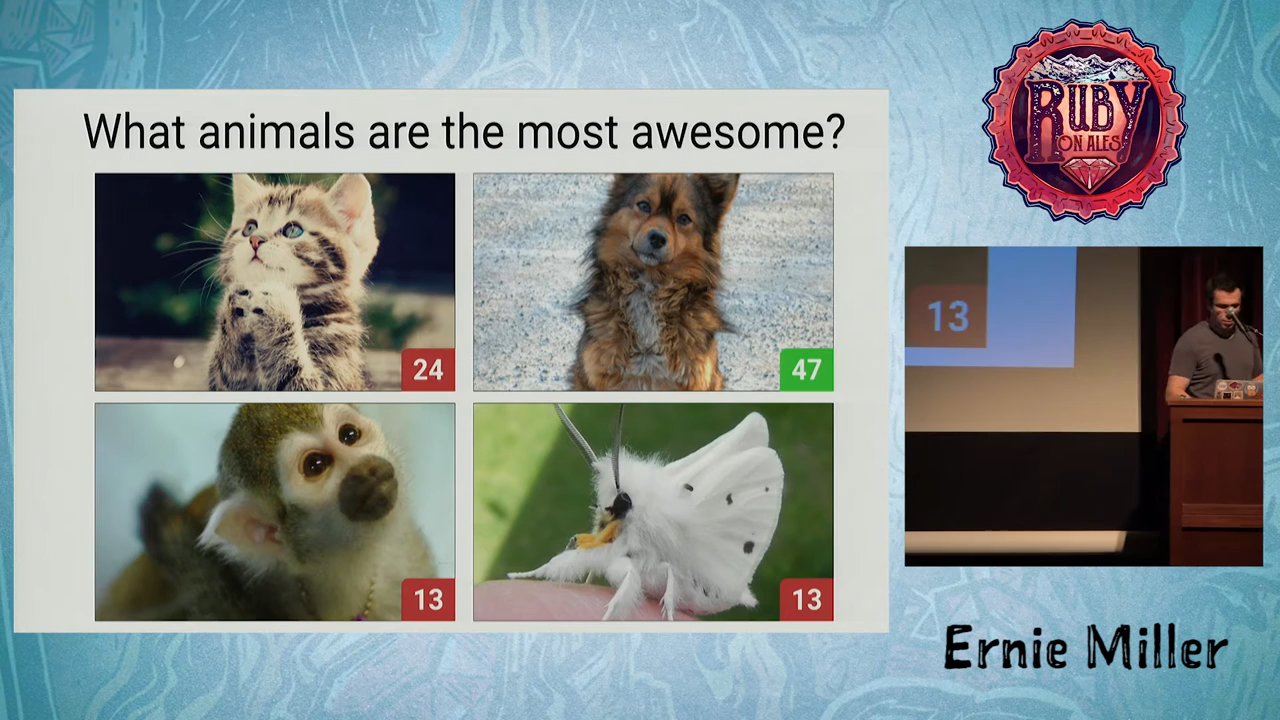 What animals are the most awesome?
24
47
13
13
RUBY
ON ALES
13
Ernie Miller